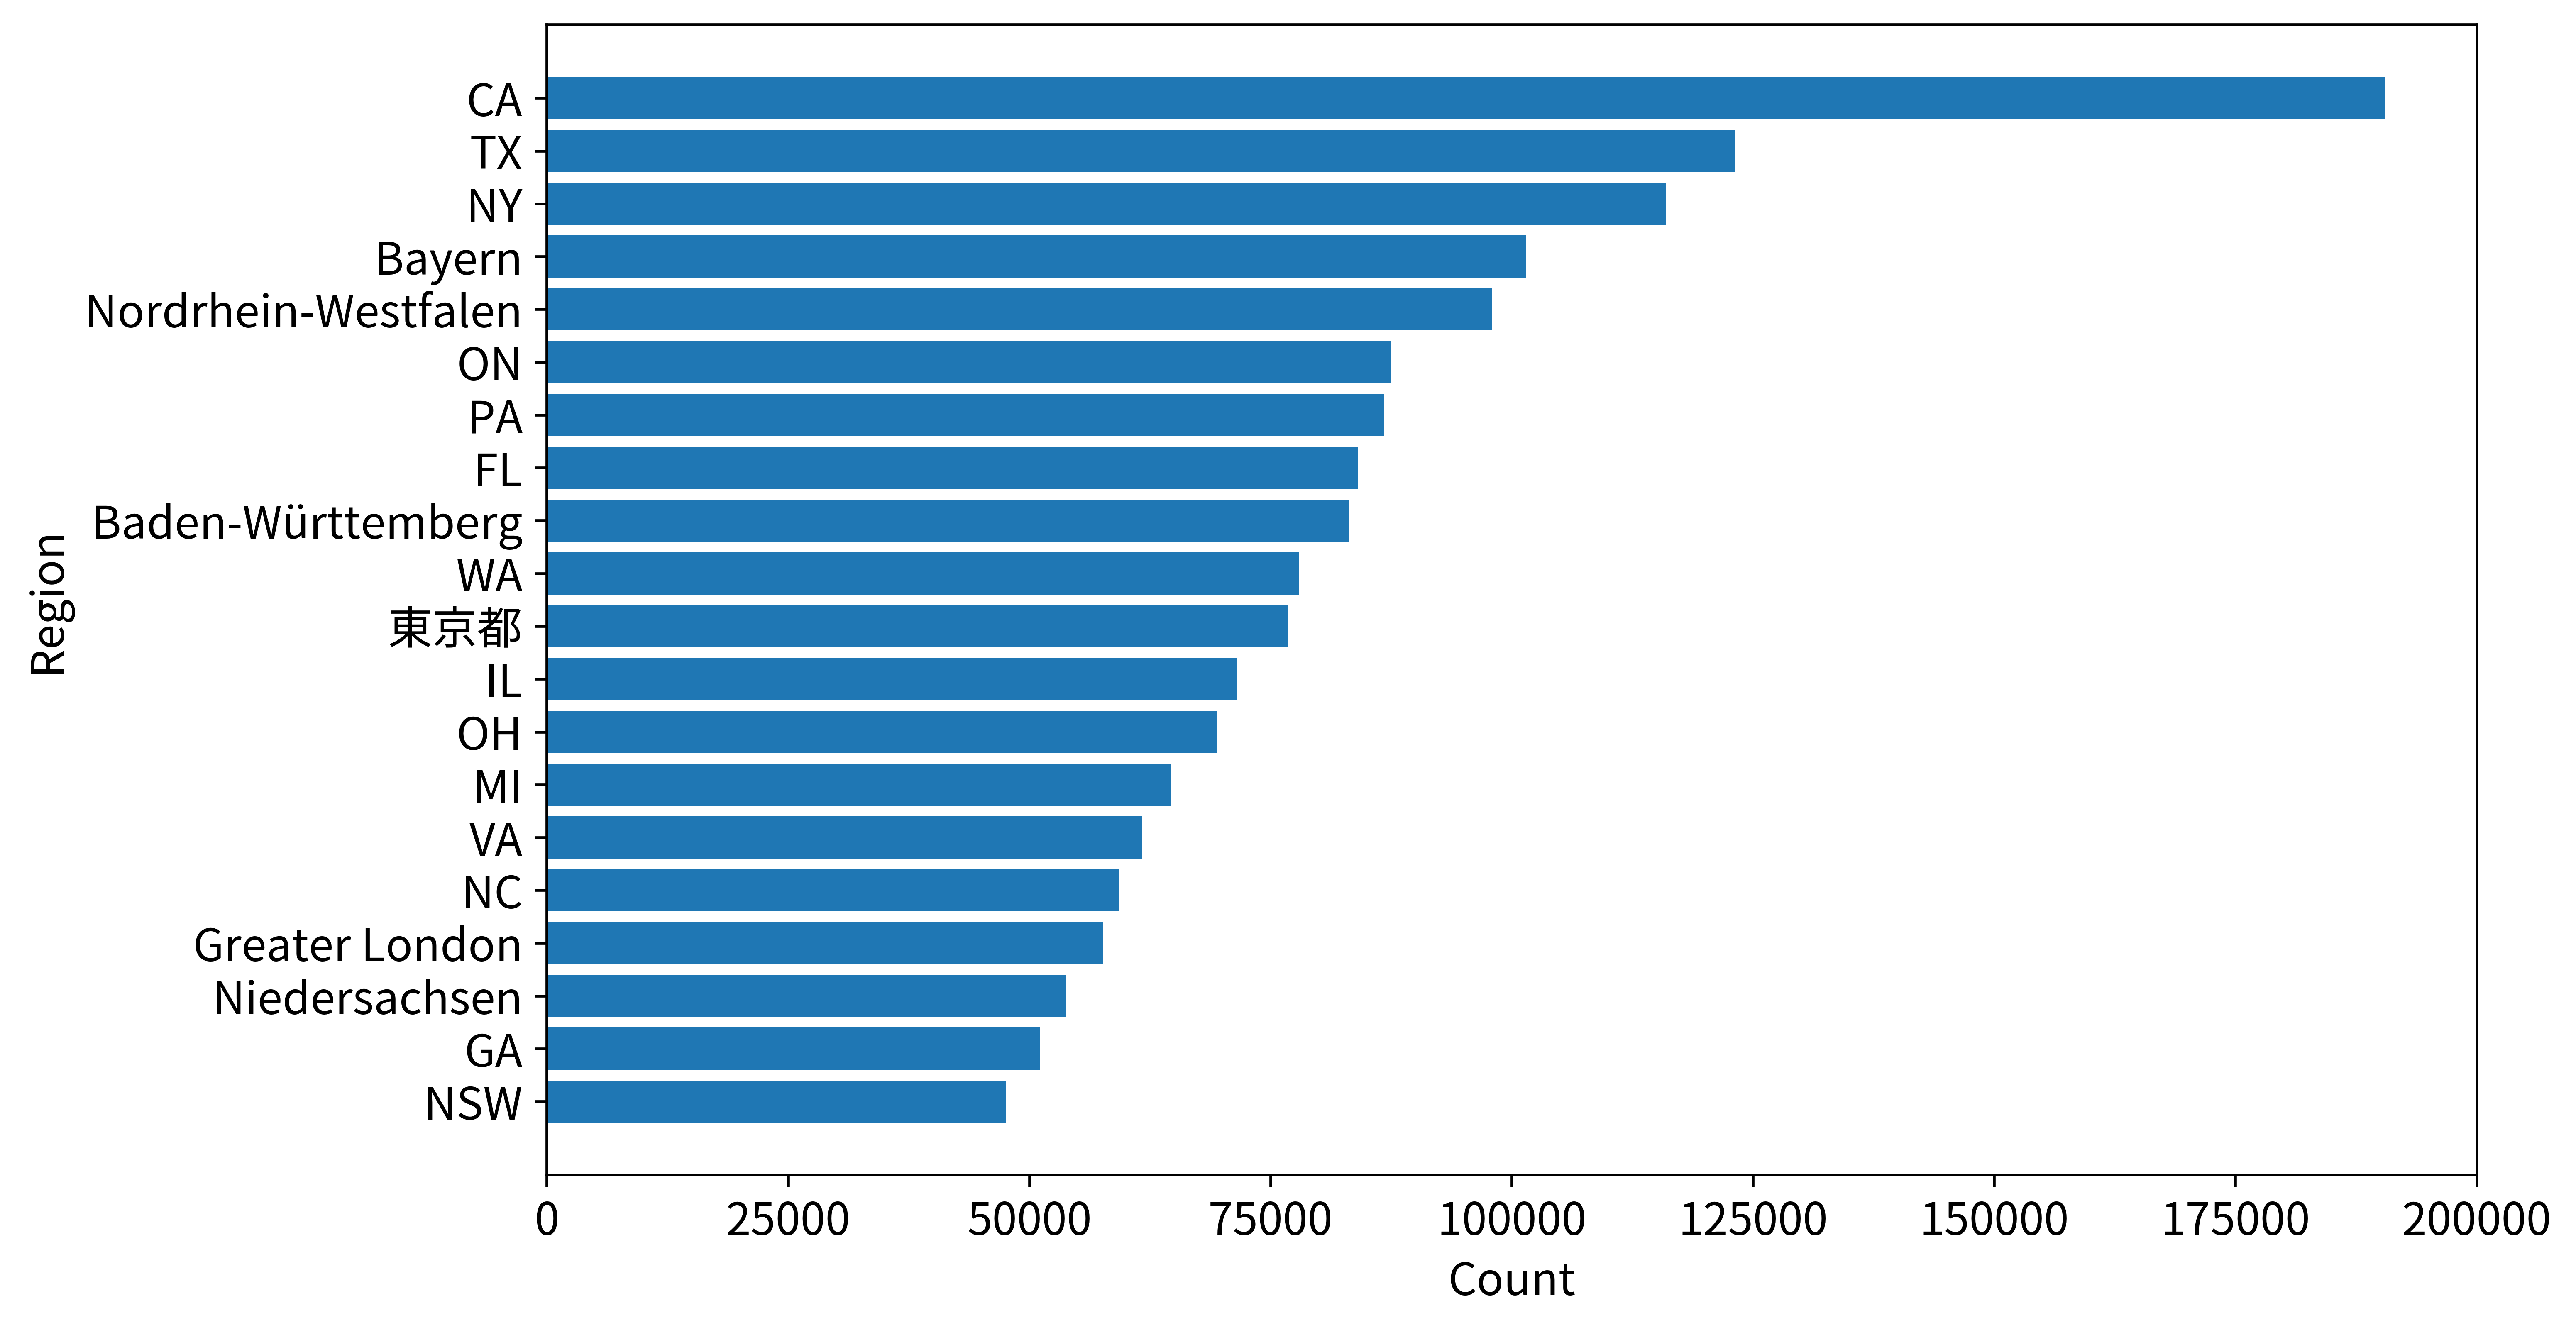 CA
TX
NY
Bayern
Nordrhein-Westfalen
ON
PA
FL
Baden-Württemberg
WA
東京都
IL
OH
MI
VA
NC
Greater London
Niedersachsen
GA
NSW
Region
0 25000 50000 75000 100000 125000 150000 175000 200000
Count